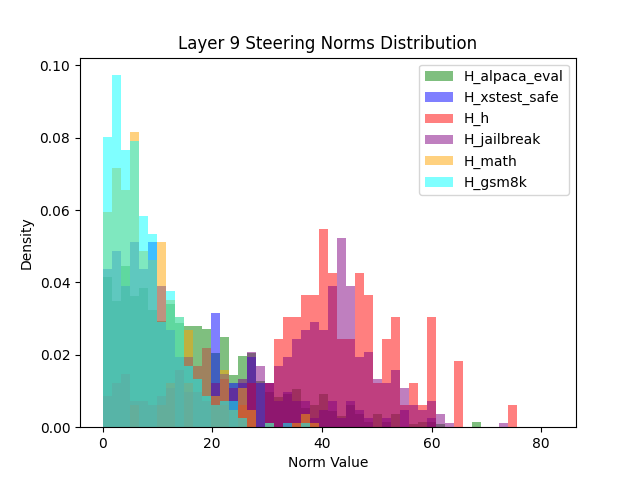 Layer 9 Steering Norms Distribution
H_alpaca_eval
H_xstest_safe
H_h
H_jailbreak
H_math
H_gsm8k
0.10
0.08
0.06
0.04
0.02
0.00
Density
0
20
40
60
80
Norm Value